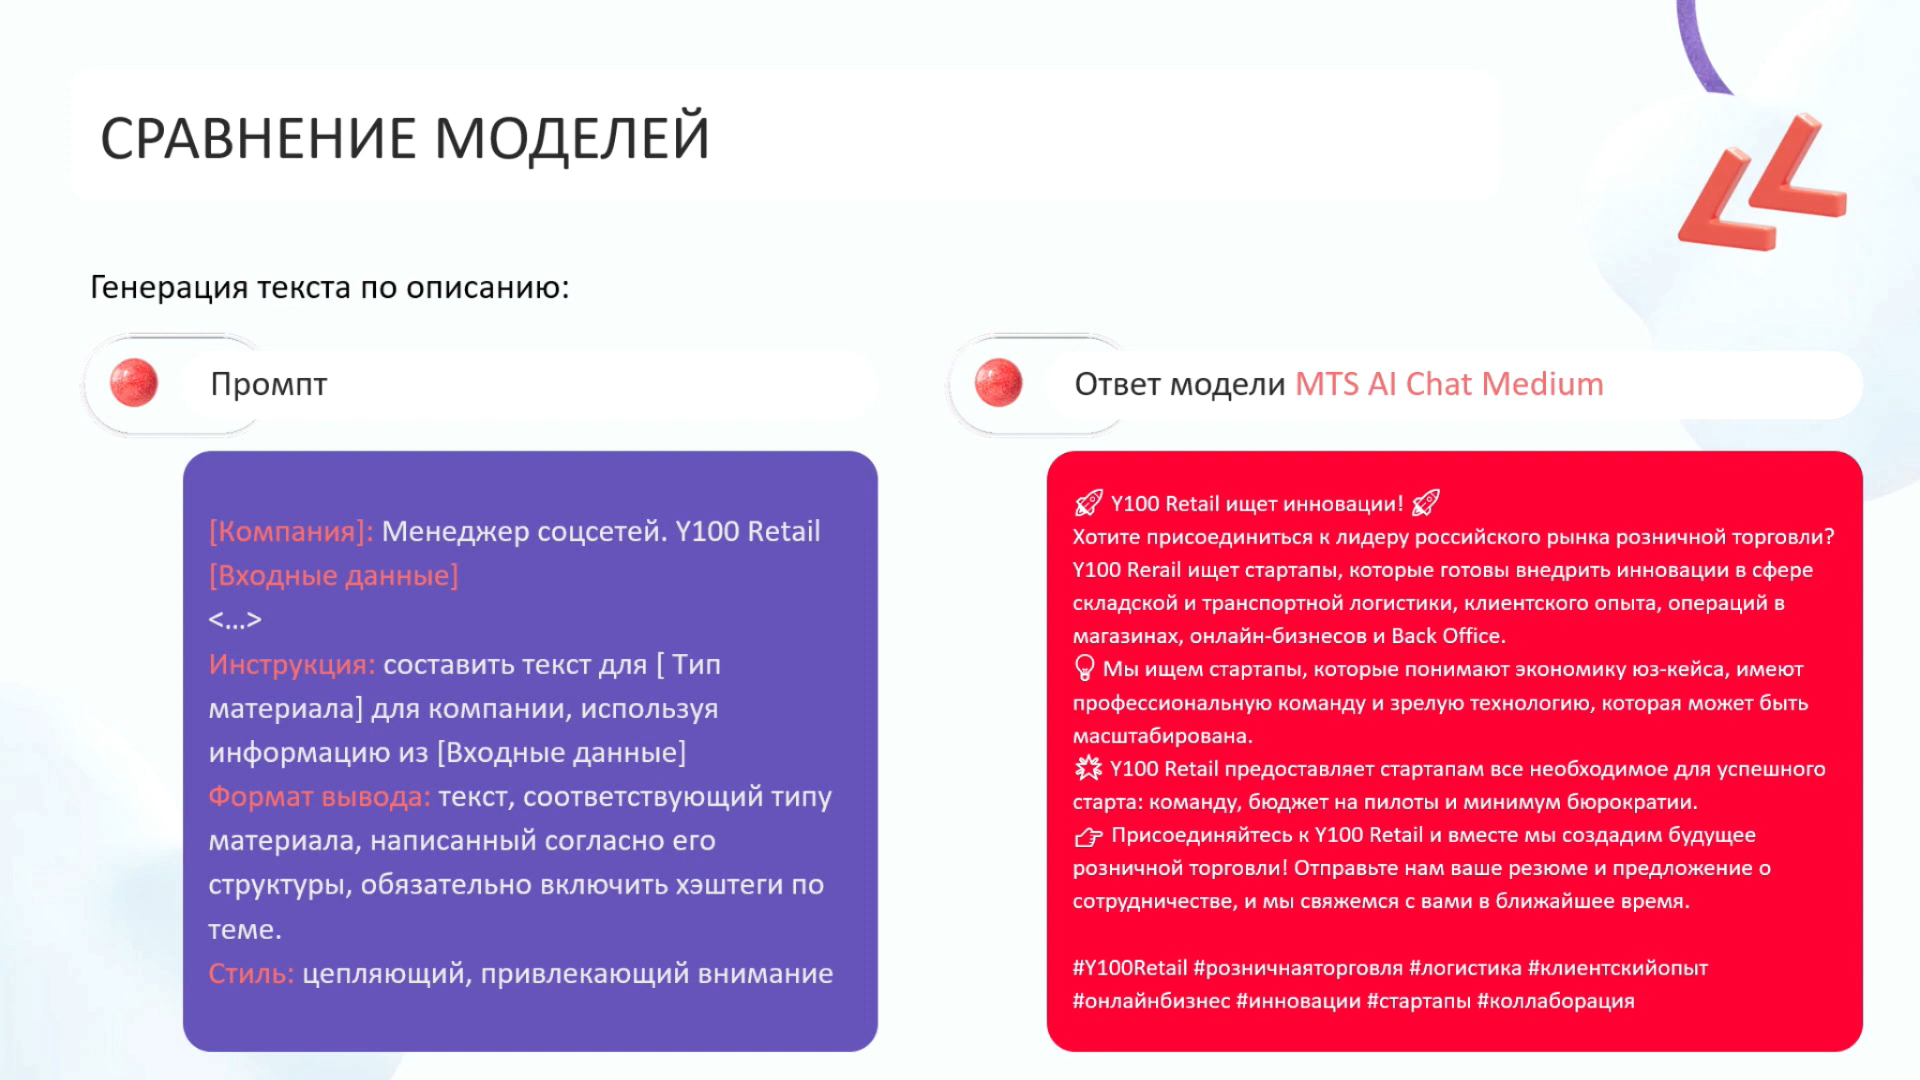 СРАВНЕНИЕ МОДЕЛЕЙ
Генерация текста по описанию:
Промпт
[Компания]: Менеджер соцсетей. Y100 Retail
[Входные данные]
<...>
Инструкция: составить текст для [ Тип
материала] для компании, используя
информацию из [Входные данные]
Формат вывода: текст, соответствующий типу
материала, написанный согласно его
структуры, обязательно включить хэштеги по
теме.
Стиль: цепляющий, привлекающий внимание
Ответ модели MTS AI Chat Medium
🚀 Y100 Retail ищет инновации! 🚀
Хотите присоединиться к лидеру российского рынка розничной торговли?
Y100 Rerail ищет стартапы, которые готовы внедрить инновации в сфере
складской и транспортной логистики, клиентского опыта, операций в
магазинах, онлайн-бизнесов и Back Office.
💡 Мы ищем стартапы, которые понимают экономику юз-кейса, имеют
профессиональную команду и зрелую технологию, которая может быть
масштабирована.
🌟 Y100 Retail предоставляет стартапам все необходимое для успешного
старта: команду, бюджет на пилоты и минимум бюрократии.
👉 Присоединяйтесь к Y100 Retail и вместе мы создадим будущее
розничной торговли! Отправьте нам ваше резюме и предложение о
сотрудничестве, и мы свяжемся с вами в ближайшее время.
#Y100Retail #розничнаяторговля #логистика #клиентскийопыт
#онлайнбизнес #инновации #стартапы #коллаборация